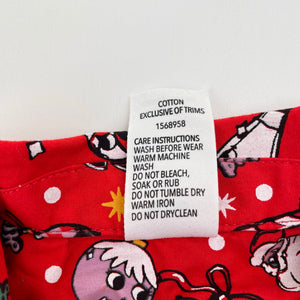 COTTON
EXCLUSIVE OF TRIMS
1568958
CARE INSTRUCTIONS
WASH BEFORE WEAR
WARM MACHINE
WASH
DO NOT BLEACH,
SOAK OR RUB
DO NOT TUMBLE DRY
WARM IRON
DO NOT DRYCLEAN